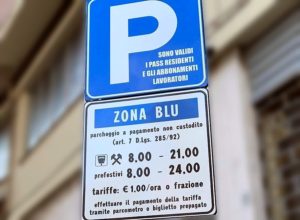 P
SONO VALIDI
I PASS RESIDENTI
E GLI ABBONAMENTI
LAVORATORI
ZONA BLU
parcheggio a pagamento non custodito
(art. 7 D.Lgs. 285/92)
8.00 - 21.00
prefestivi 8.00 - 24.00
tariffe: € 1.00/ora o frazione
effettuare il pagamento della tariffa
tramite parcometro o biglietto prepagato